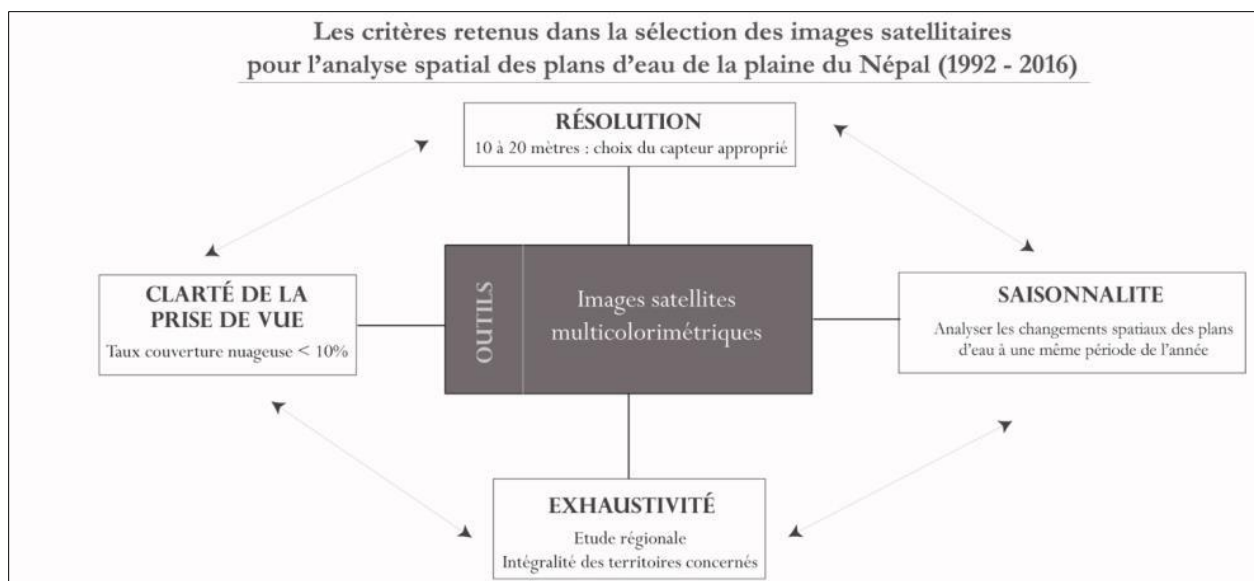 Les critères retenus dans la sélection des images satellitaires
pour l'analyse spatial des plans d'eau de la plaine du Népal (1992 - 2016)
RÉSOLUTION
10 à 20 mètres : choix du capteur approprié
CLARTÉ DE LA
PRISE DE VUE
Taux couverture nuageuse < 10%
OUTILS
Images satellites
multicolorimétriques
SAISONNALITE
Analyser les changements spatiaux des plans
d'eau à une même période de l'année
EXHAUSTIVITÉ
Etude régionale
Intégralité des territoires concernés